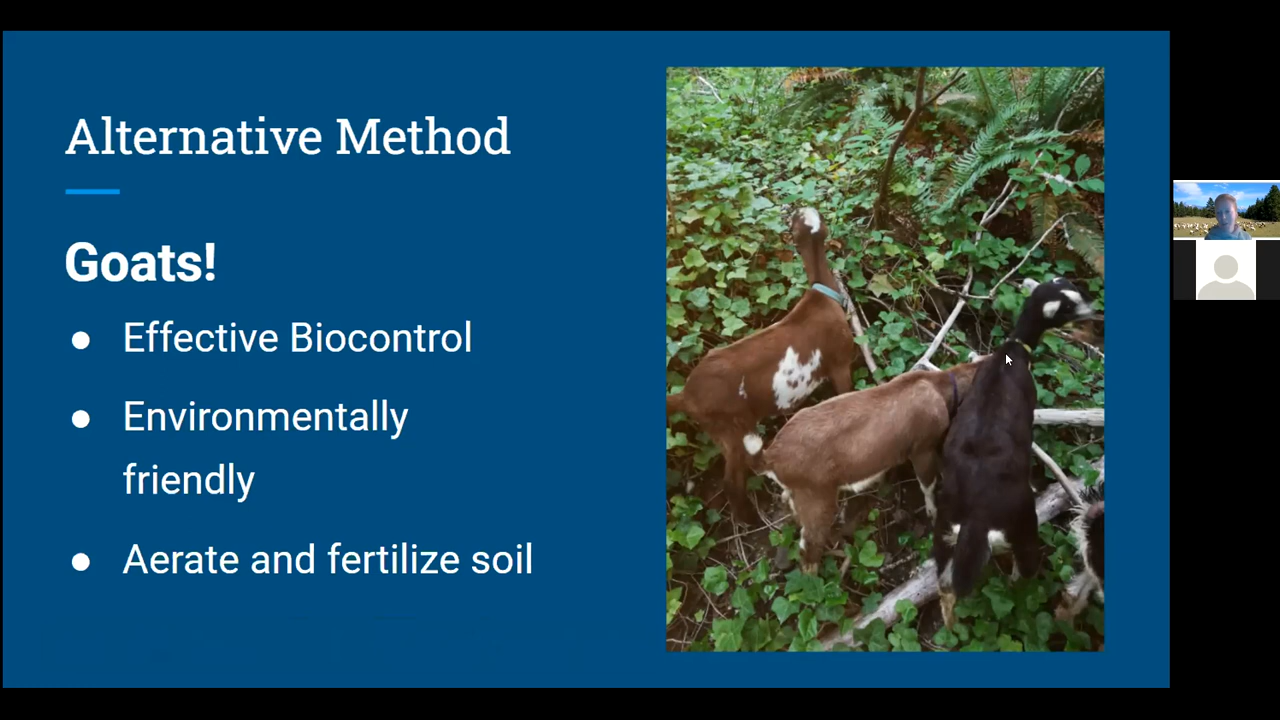 Alternative Method
Goats!
● Effective Biocontrol
● Environmentally
friendly
● Aerate and fertilize soil